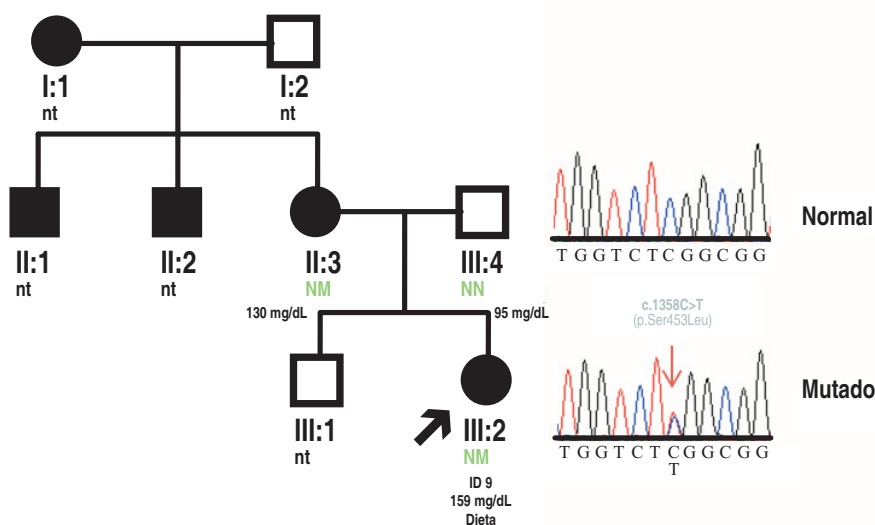 I:1
nt
I:2
nt
II:1
nt
II:2
nt
II:3
NM
130 mg/dL
III:4
NN
95 mg/dL
III:1
nt
III:2
NM
ID 9
159 mg/dL
Dieta
T G G T C T C G G C G G
Normal
c.1358C>T
(p.Ser453Leu)
T G G T C T C G G C G G
T
Mutado